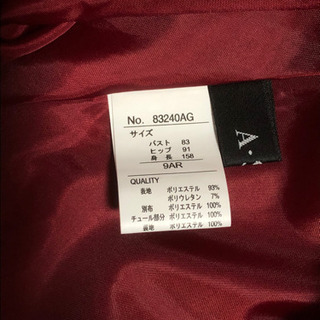 No. 83240AG
サイズ
バスト 83
ヒップ 91
身長 158
9AR
QUALITY
表地 ポリエステル 93%
ポリウレタン 7%
別布 ポリエステル 100%
チュール部分 ポリエステル 100%
裏地 ポリエステル 100%
A